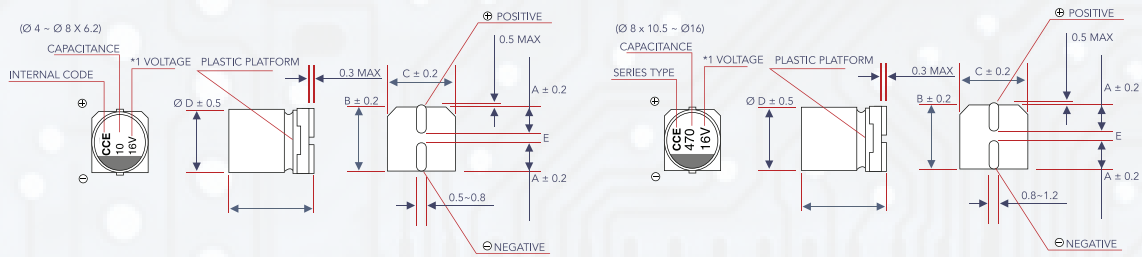 (Ø 4 ~ Ø 8 X 6.2)
CAPACITANCE
INTERNAL CODE
*1 VOLTAGE
PLASTIC PLATFORM
⊕
⊖
CCE
10
16V
Ø D ± 0.5
0.3 MAX
⊕ POSITIVE
0.5 MAX
C ± 0.2
A ± 0.2
B ± 0.2
E
A ± 0.2
0.5~0.8
⊖ NEGATIVE
(Ø 8 x 10.5 ~ Ø16)
CAPACITANCE
SERIES TYPE
*1 VOLTAGE
PLASTIC PLATFORM
⊕
⊖
CCE
470
16V
Ø D ± 0.5
0.3 MAX
⊕ POSITIVE
0.5 MAX
C ± 0.2
A ± 0.2
B ± 0.2
E
A ± 0.2
0.8~1.2
⊖ NEGATIVE